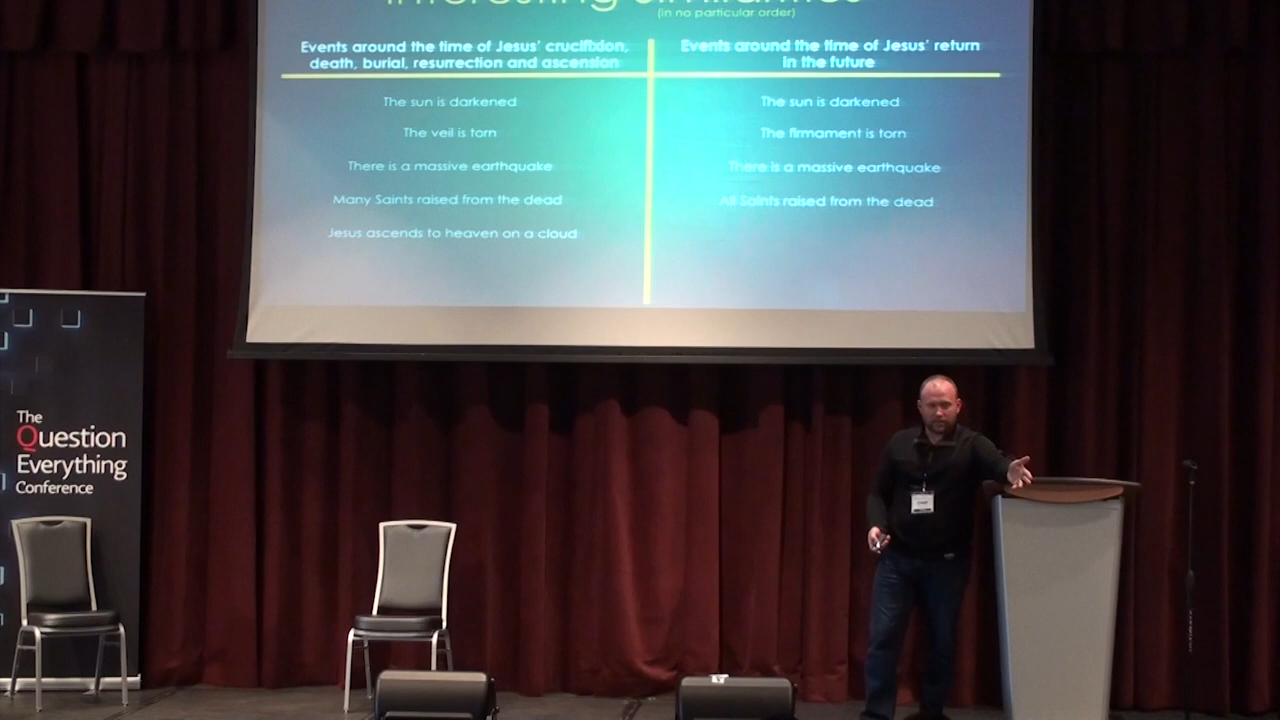 Interesting Similarities
(in no particular order)
Events around the time of Jesus' crucifixion,
death, burial, resurrection and ascension
Events around the time of Jesus' return
in the future
The sun is darkened
The sun is darkened
The veil is torn
The firmament is torn
There is a massive earthquake
There is a massive earthquake
Many Saints raised from the dead
All Saints raised from the dead
Jesus ascends to heaven on a cloud
The
Question
Everything
Conference